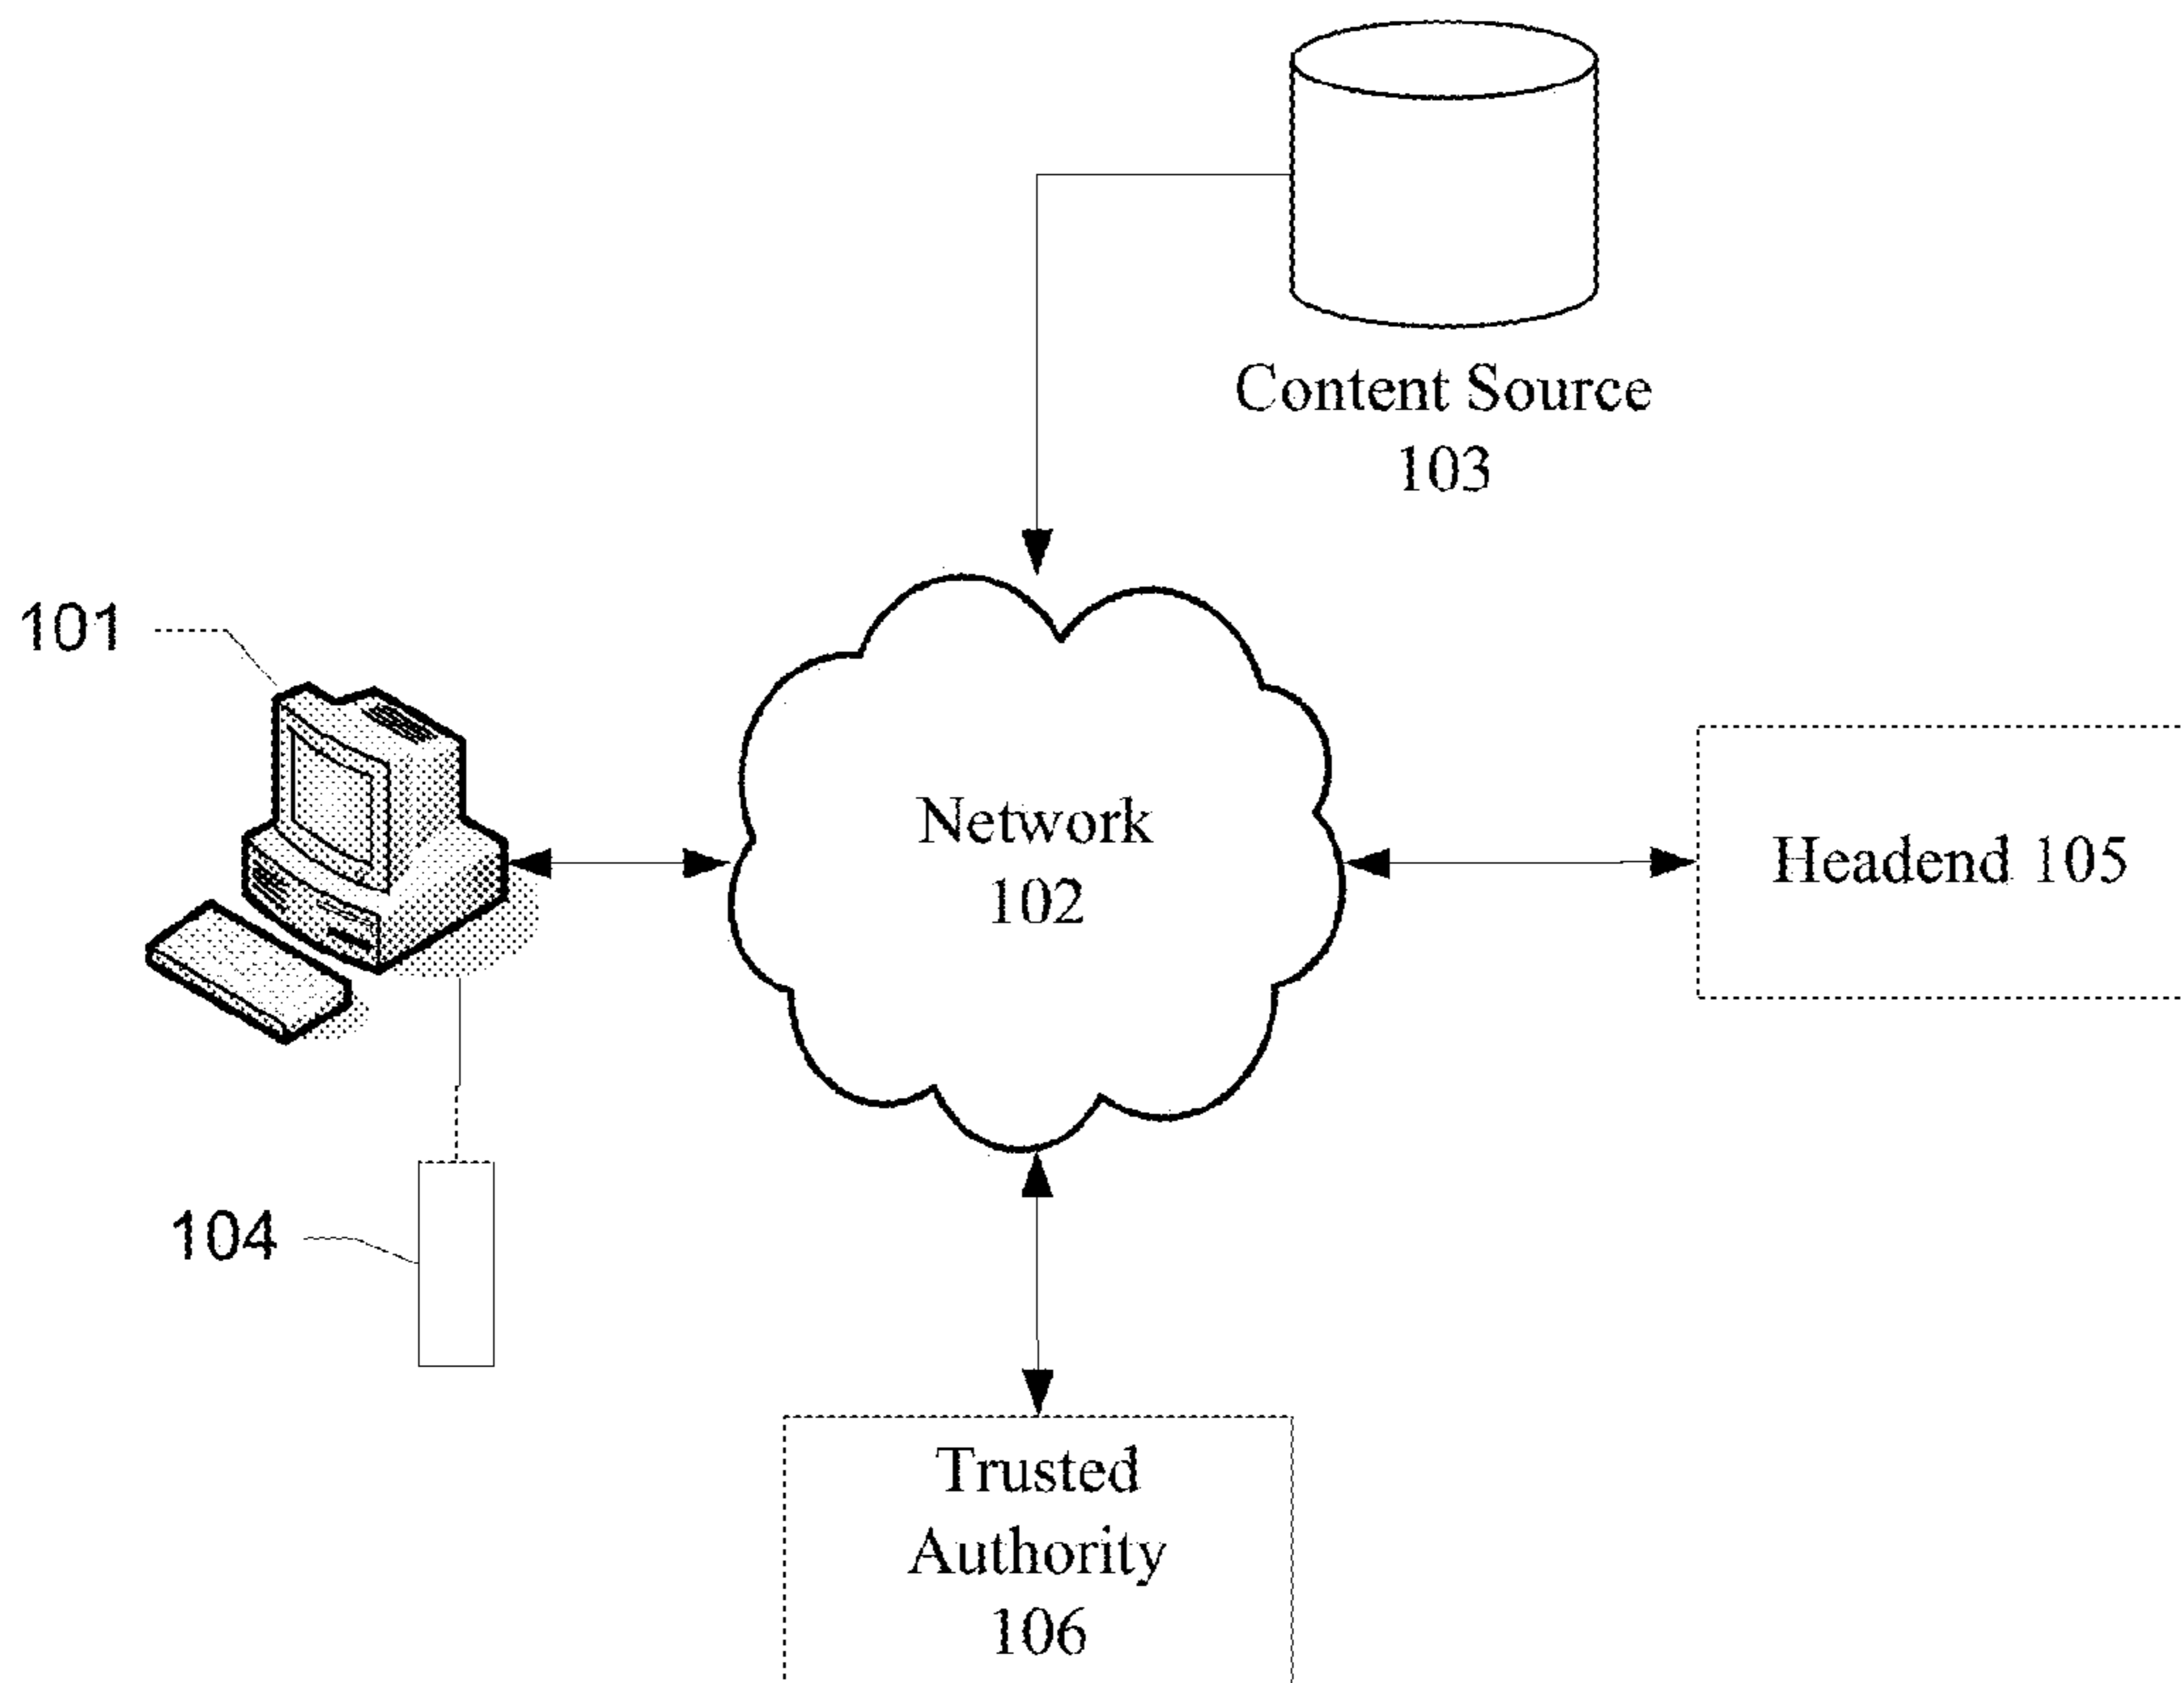 Content Source
103
101
Network
102
Headend 105
104
Trusted
Authority
106